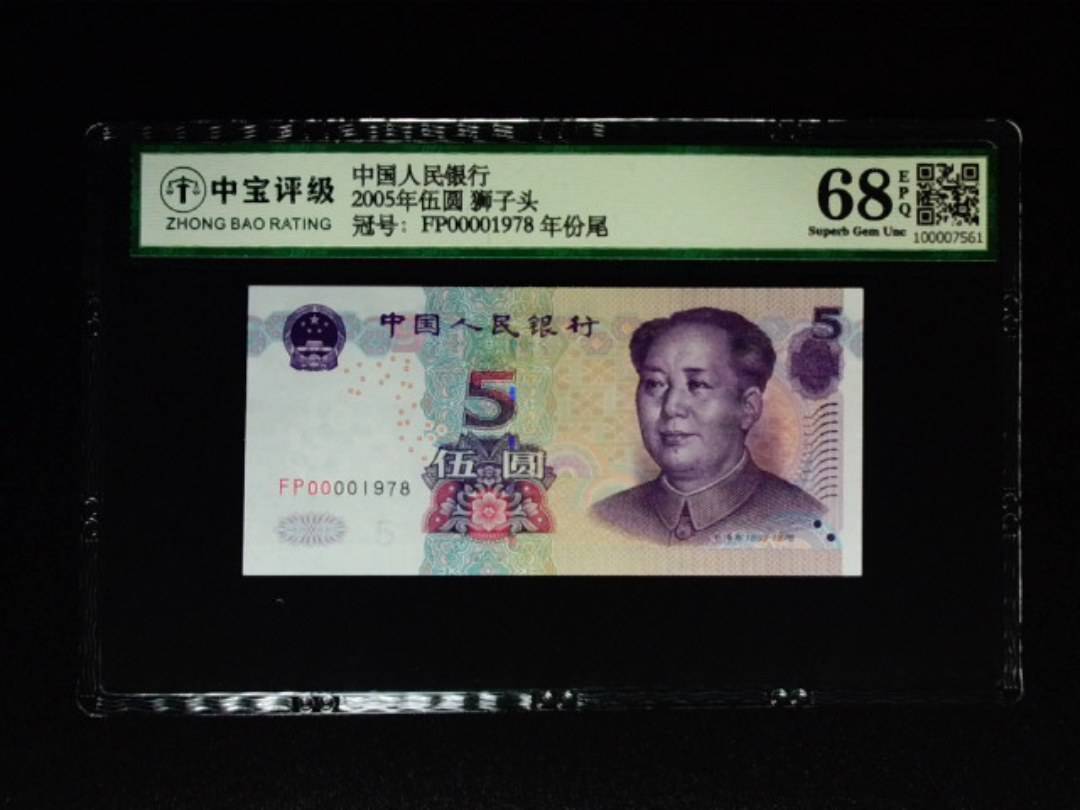 中宝评级
ZHONG BAO RATING
中国人民银行
2005年伍圆 狮子头
冠号: FP00001978 年份尾
68
EPQ
Superb Gem Unc
100007561
中国人民银行
5
5
伍圆
FP00001978
5